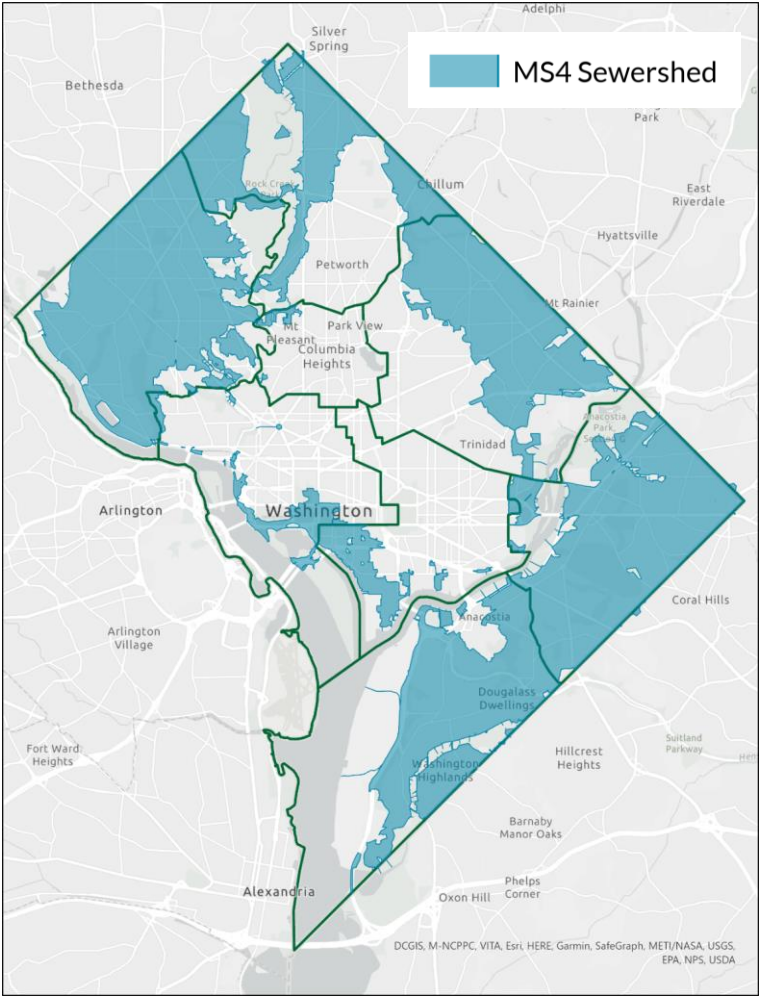 Adelphi
Silver
Spring
MS4 Sewershed
Bethesda
Park
Rock Creek
Park
Chillum
East
Riverdale
Hyattsville
Petworth
Mt Rainier
Mt
Pleasant
Park View
Columbia
Heights
Anacostia
Park,
Trinidad
Arlington
Washington
Coral Hills
Anacostia
Arlington
Village
Douglass
Dwellings
Suitland
Parkway
Fort Ward
Heights
Hillcrest
Heights
Washington
Highlands
Barnaby
Manor Oaks
Phelps
Corner
Alexandria
Oxon Hill
DCGIS, M-NCPPC, VITA, Esri, HERE, Garmin, SafeGraph, METI/NASA, USGS,
EPA, NPS, USDA